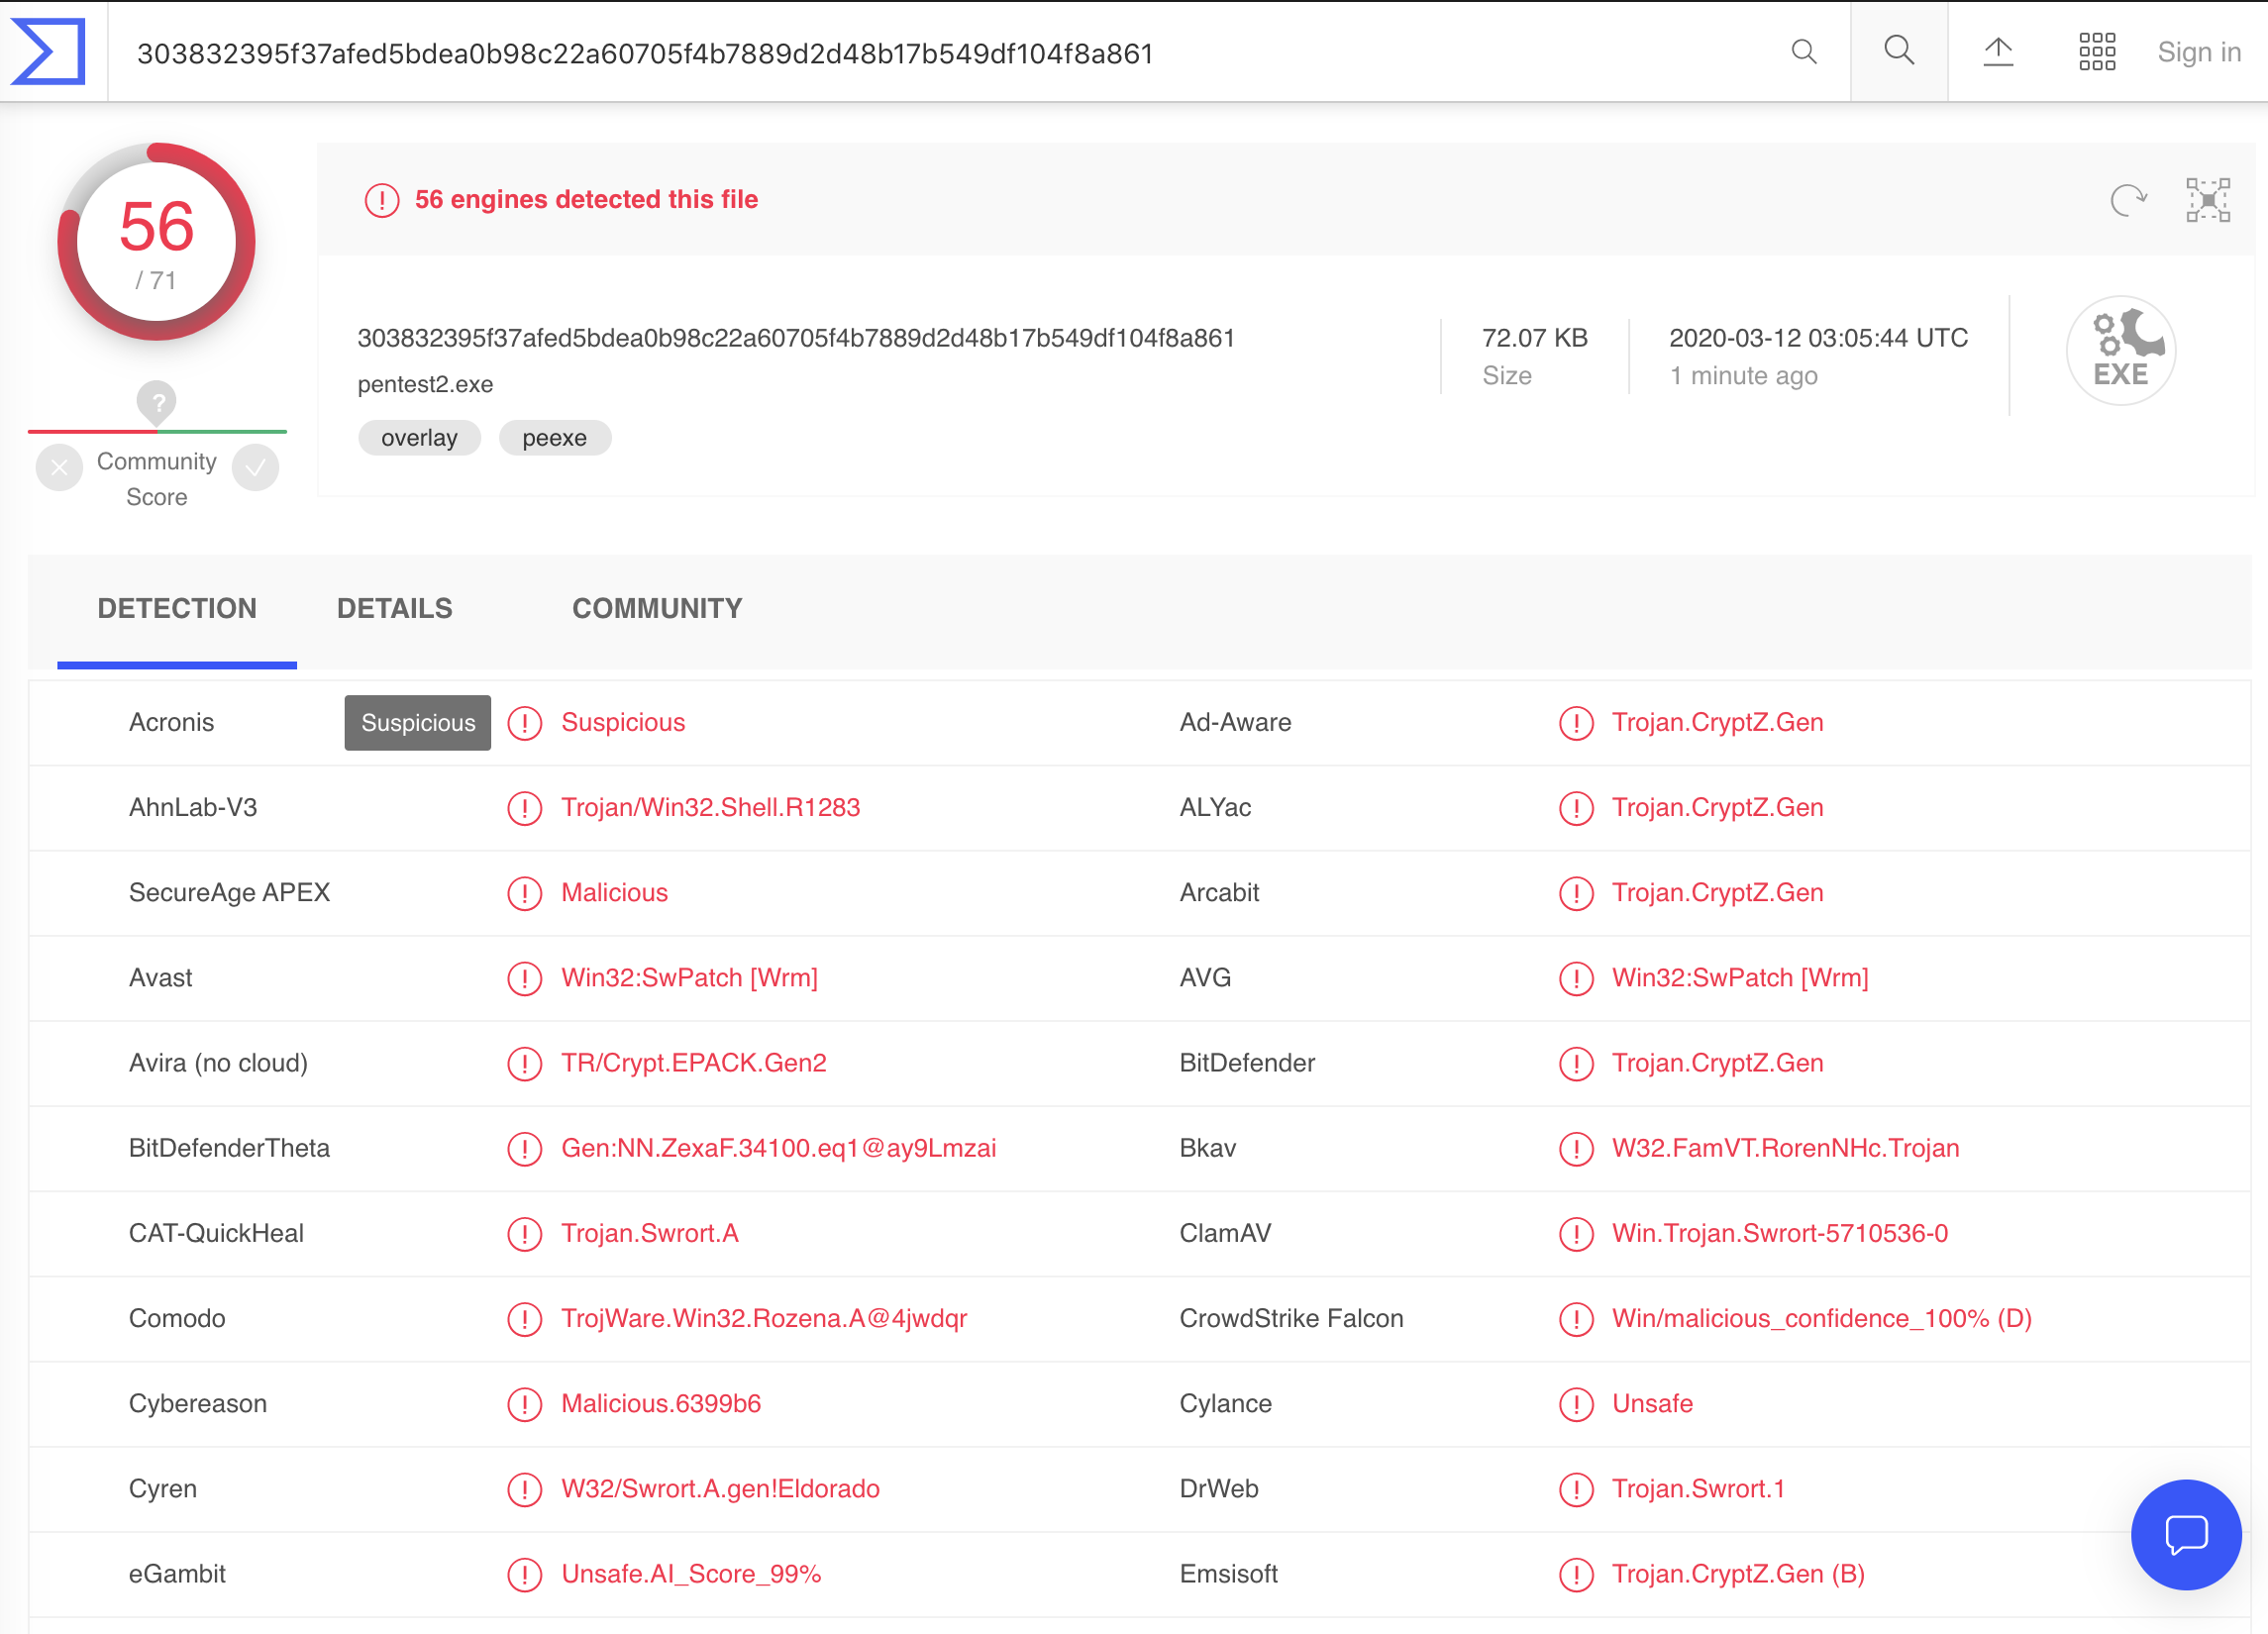 303832395f37afed5bdea0b98c22a60705f4b7889d2d48b17b549df104f8a861
Sign in
56
/ 71
56 engines detected this file
303832395f37afed5bdea0b98c22a60705f4b7889d2d48b17b549df104f8a861
pentest2.exe
overlay peexe
72.07 KB
Size
2020-03-12 03:05:44 UTC
1 minute ago
EXE
?
Community
Score
DETECTION DETAILS COMMUNITY
Acronis Suspicious ! Suspicious Ad-Aware ! Trojan.CryptZ.Gen
AhnLab-V3 ! Trojan/Win32.Shell.R1283 ALYac ! Trojan.CryptZ.Gen
SecureAge APEX ! Malicious Arcabit ! Trojan.CryptZ.Gen
Avast ! Win32:SwPatch [Wrm] AVG ! Win32:SwPatch [Wrm]
Avira (no cloud) ! TR/Crypt.EPACK.Gen2 BitDefender ! Trojan.CryptZ.Gen
BitDefenderTheta ! Gen:NN.ZexaF.34100.eq1@ay9Lmzai Bkav ! W32.FamVT.RorenNHc.Trojan
CAT-QuickHeal ! Trojan.Swrort.A ClamAV ! Win.Trojan.Swrort-5710536-0
Comodo ! TrojWare.Win32.Rozena.A@4jwdqr CrowdStrike Falcon ! Win/malicious_confidence_100% (D)
Cybereason ! Malicious.6399b6 Cylance ! Unsafe
Cyren ! W32/Swrort.A.gen!Eldorado DrWeb ! Trojan.Swrort.1
eGambit ! Unsafe.AI_Score_99% Emsisoft ! Trojan.CryptZ.Gen (B)